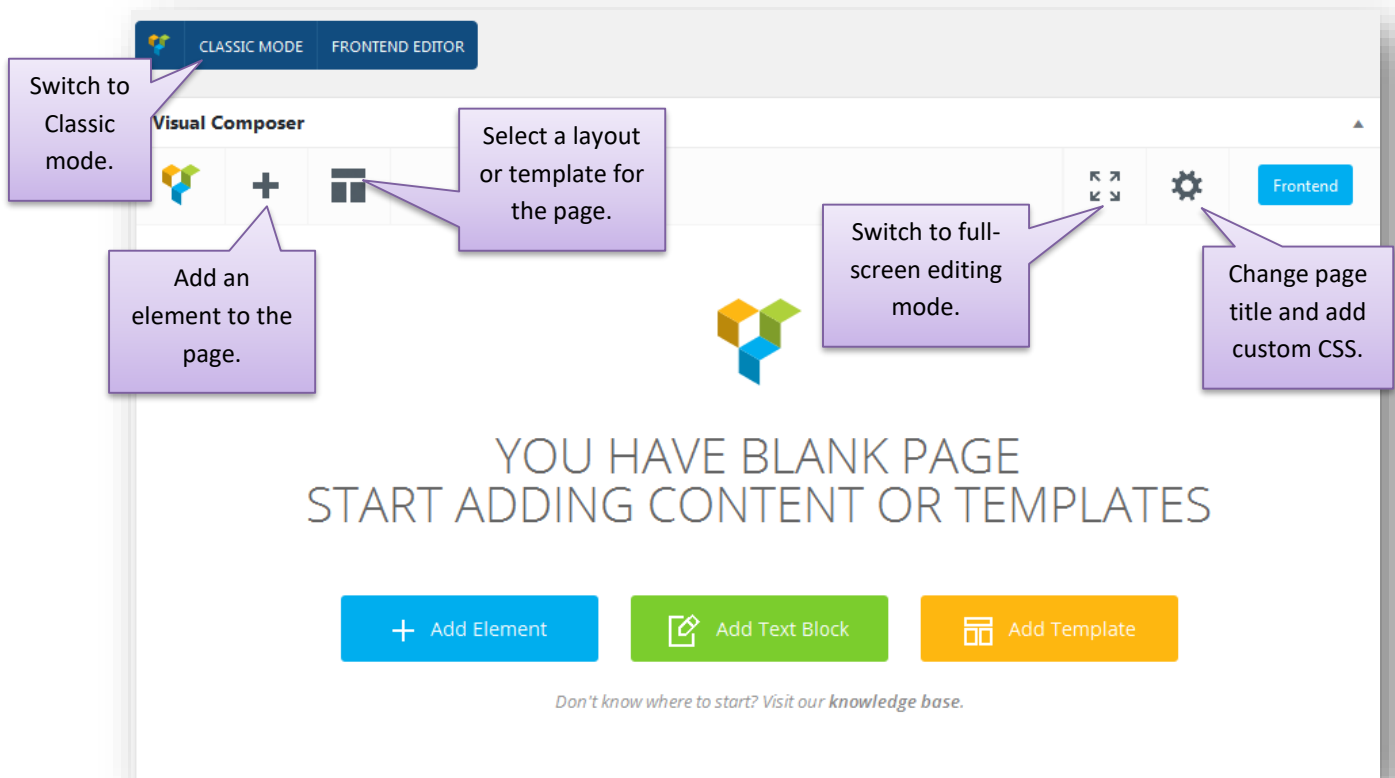 CLASSIC MODE FRONTEND EDITOR
Switch to
Classic
mode.
Visual Composer
Select a layout
or template for
the page.
Frontend
Add an
element to the
page.
Switch to full-
screen editing
mode.
Change page
title and add
custom CSS.
YOU HAVE BLANK PAGE
START ADDING CONTENT OR TEMPLATES
Add Element
Add Text Block
Add Template
Don't know where to start? Visit our knowledge base.